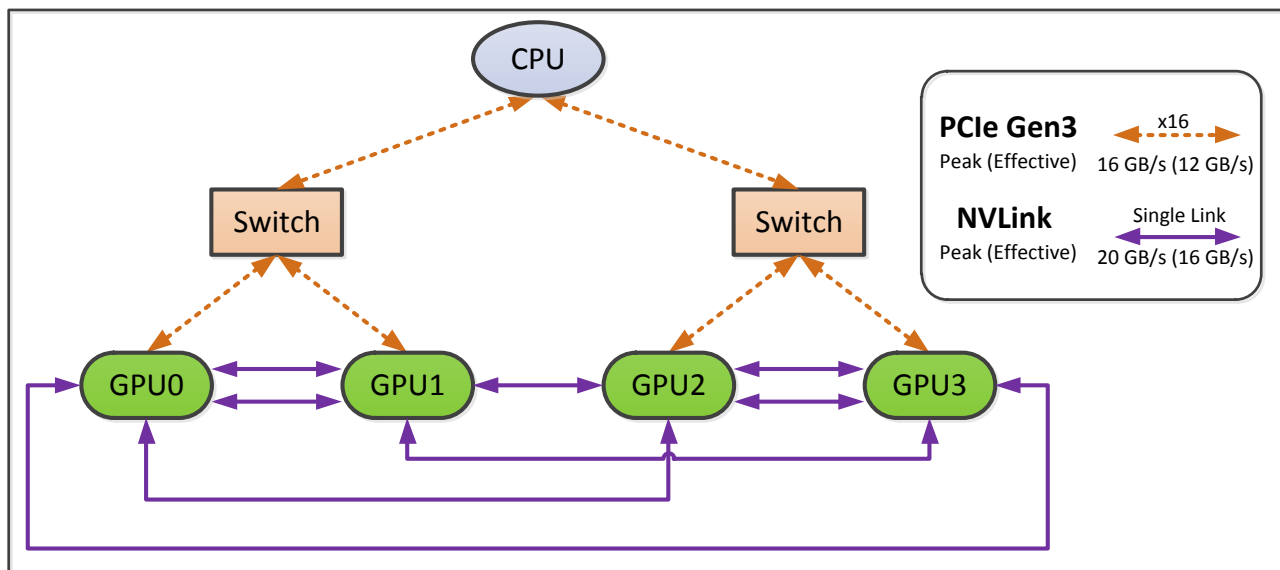 CPU
Switch
Switch
GPU0
GPU1
GPU2
GPU3
PCIe Gen3
x16
Peak (Effective)
16 GB/s (12 GB/s)
NVLink
Single Link
Peak (Effective)
20 GB/s (16 GB/s)